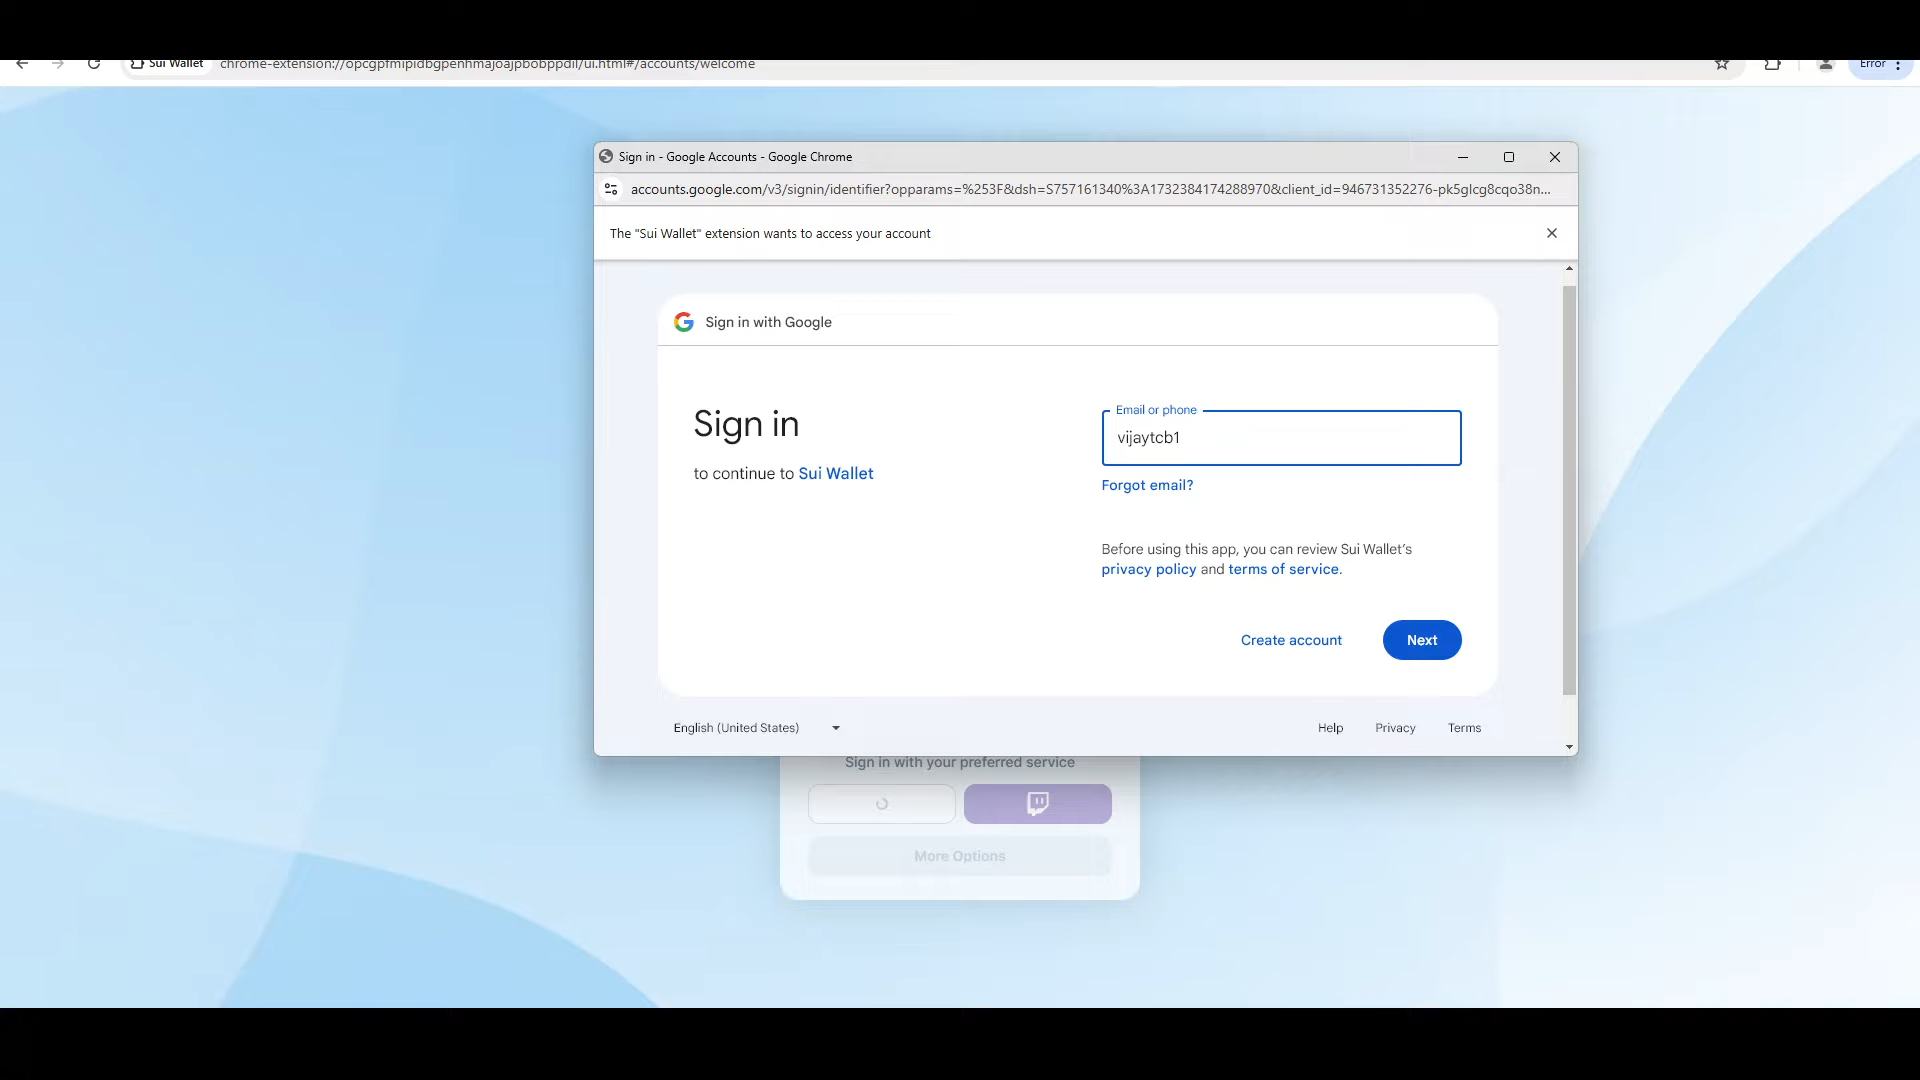 Sui Wallet chrome-extension://opcgpfmipidbgpenhmajoajpbobppdil/ui.html#/accounts/welcome Error
Sign in - Google Accounts - Google Chrome
accounts.google.com/v3/signin/identifier?opparams=%253F&dsh=S757161340%3A1732384174288970&client_id=946731352276-pk5glcg8cqo38n...
The "Sui Wallet" extension wants to access your account
Sign in with Google
Sign in
to continue to Sui Wallet
Email or phone
vijaytcb1
Forgot email?
Before using this app, you can review Sui Wallet's
privacy policy and terms of service.
Create account Next
English (United States) Help Privacy Terms
Sign in with your preferred service
More Options